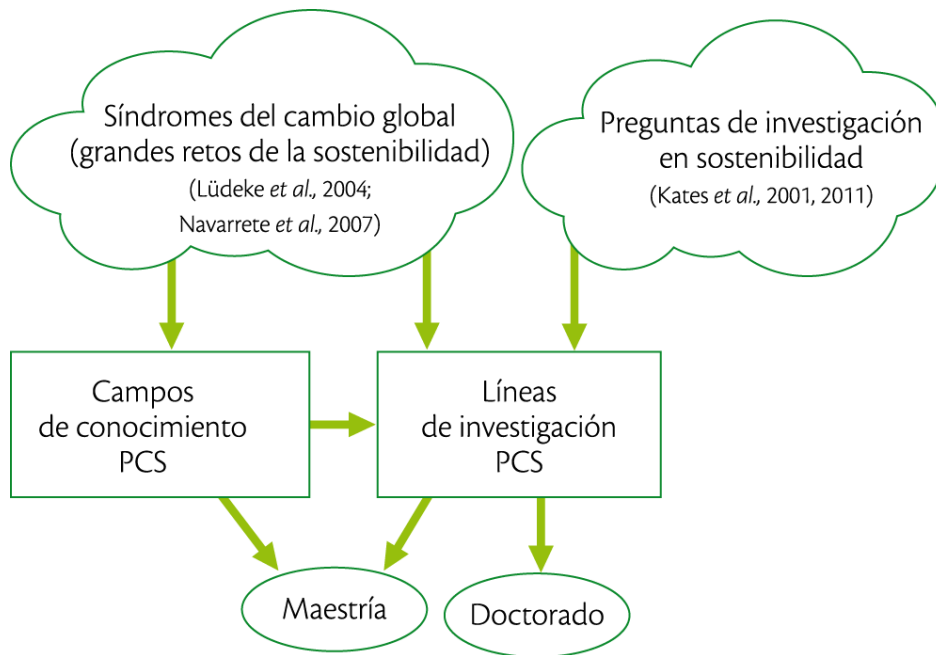 Síndromes del cambio global
(grandes retos de la sostenibilidad)
(Lüdeke et al., 2004;
Navarrete et al., 2007)
Preguntas de investigación
en sostenibilidad
(Kates et al., 2001, 2011)
Campos
de conocimiento
PCS
Líneas
de investigación
PCS
Maestría
Doctorado